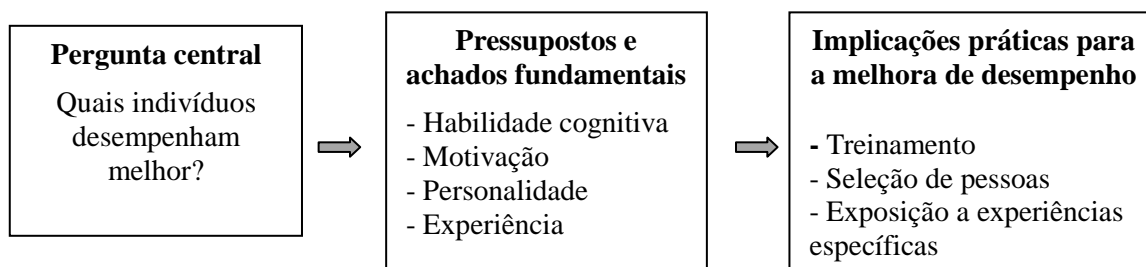 Pergunta central
Quais indivíduos
desempenham
melhor?
Pressupostos e
achados fundamentais
- Habilidade cognitiva
- Motivação
- Personalidade
- Experiência
Implicações práticas para
a melhora de desempenho
- Treinamento
- Seleção de pessoas
- Exposição a experiências
específicas